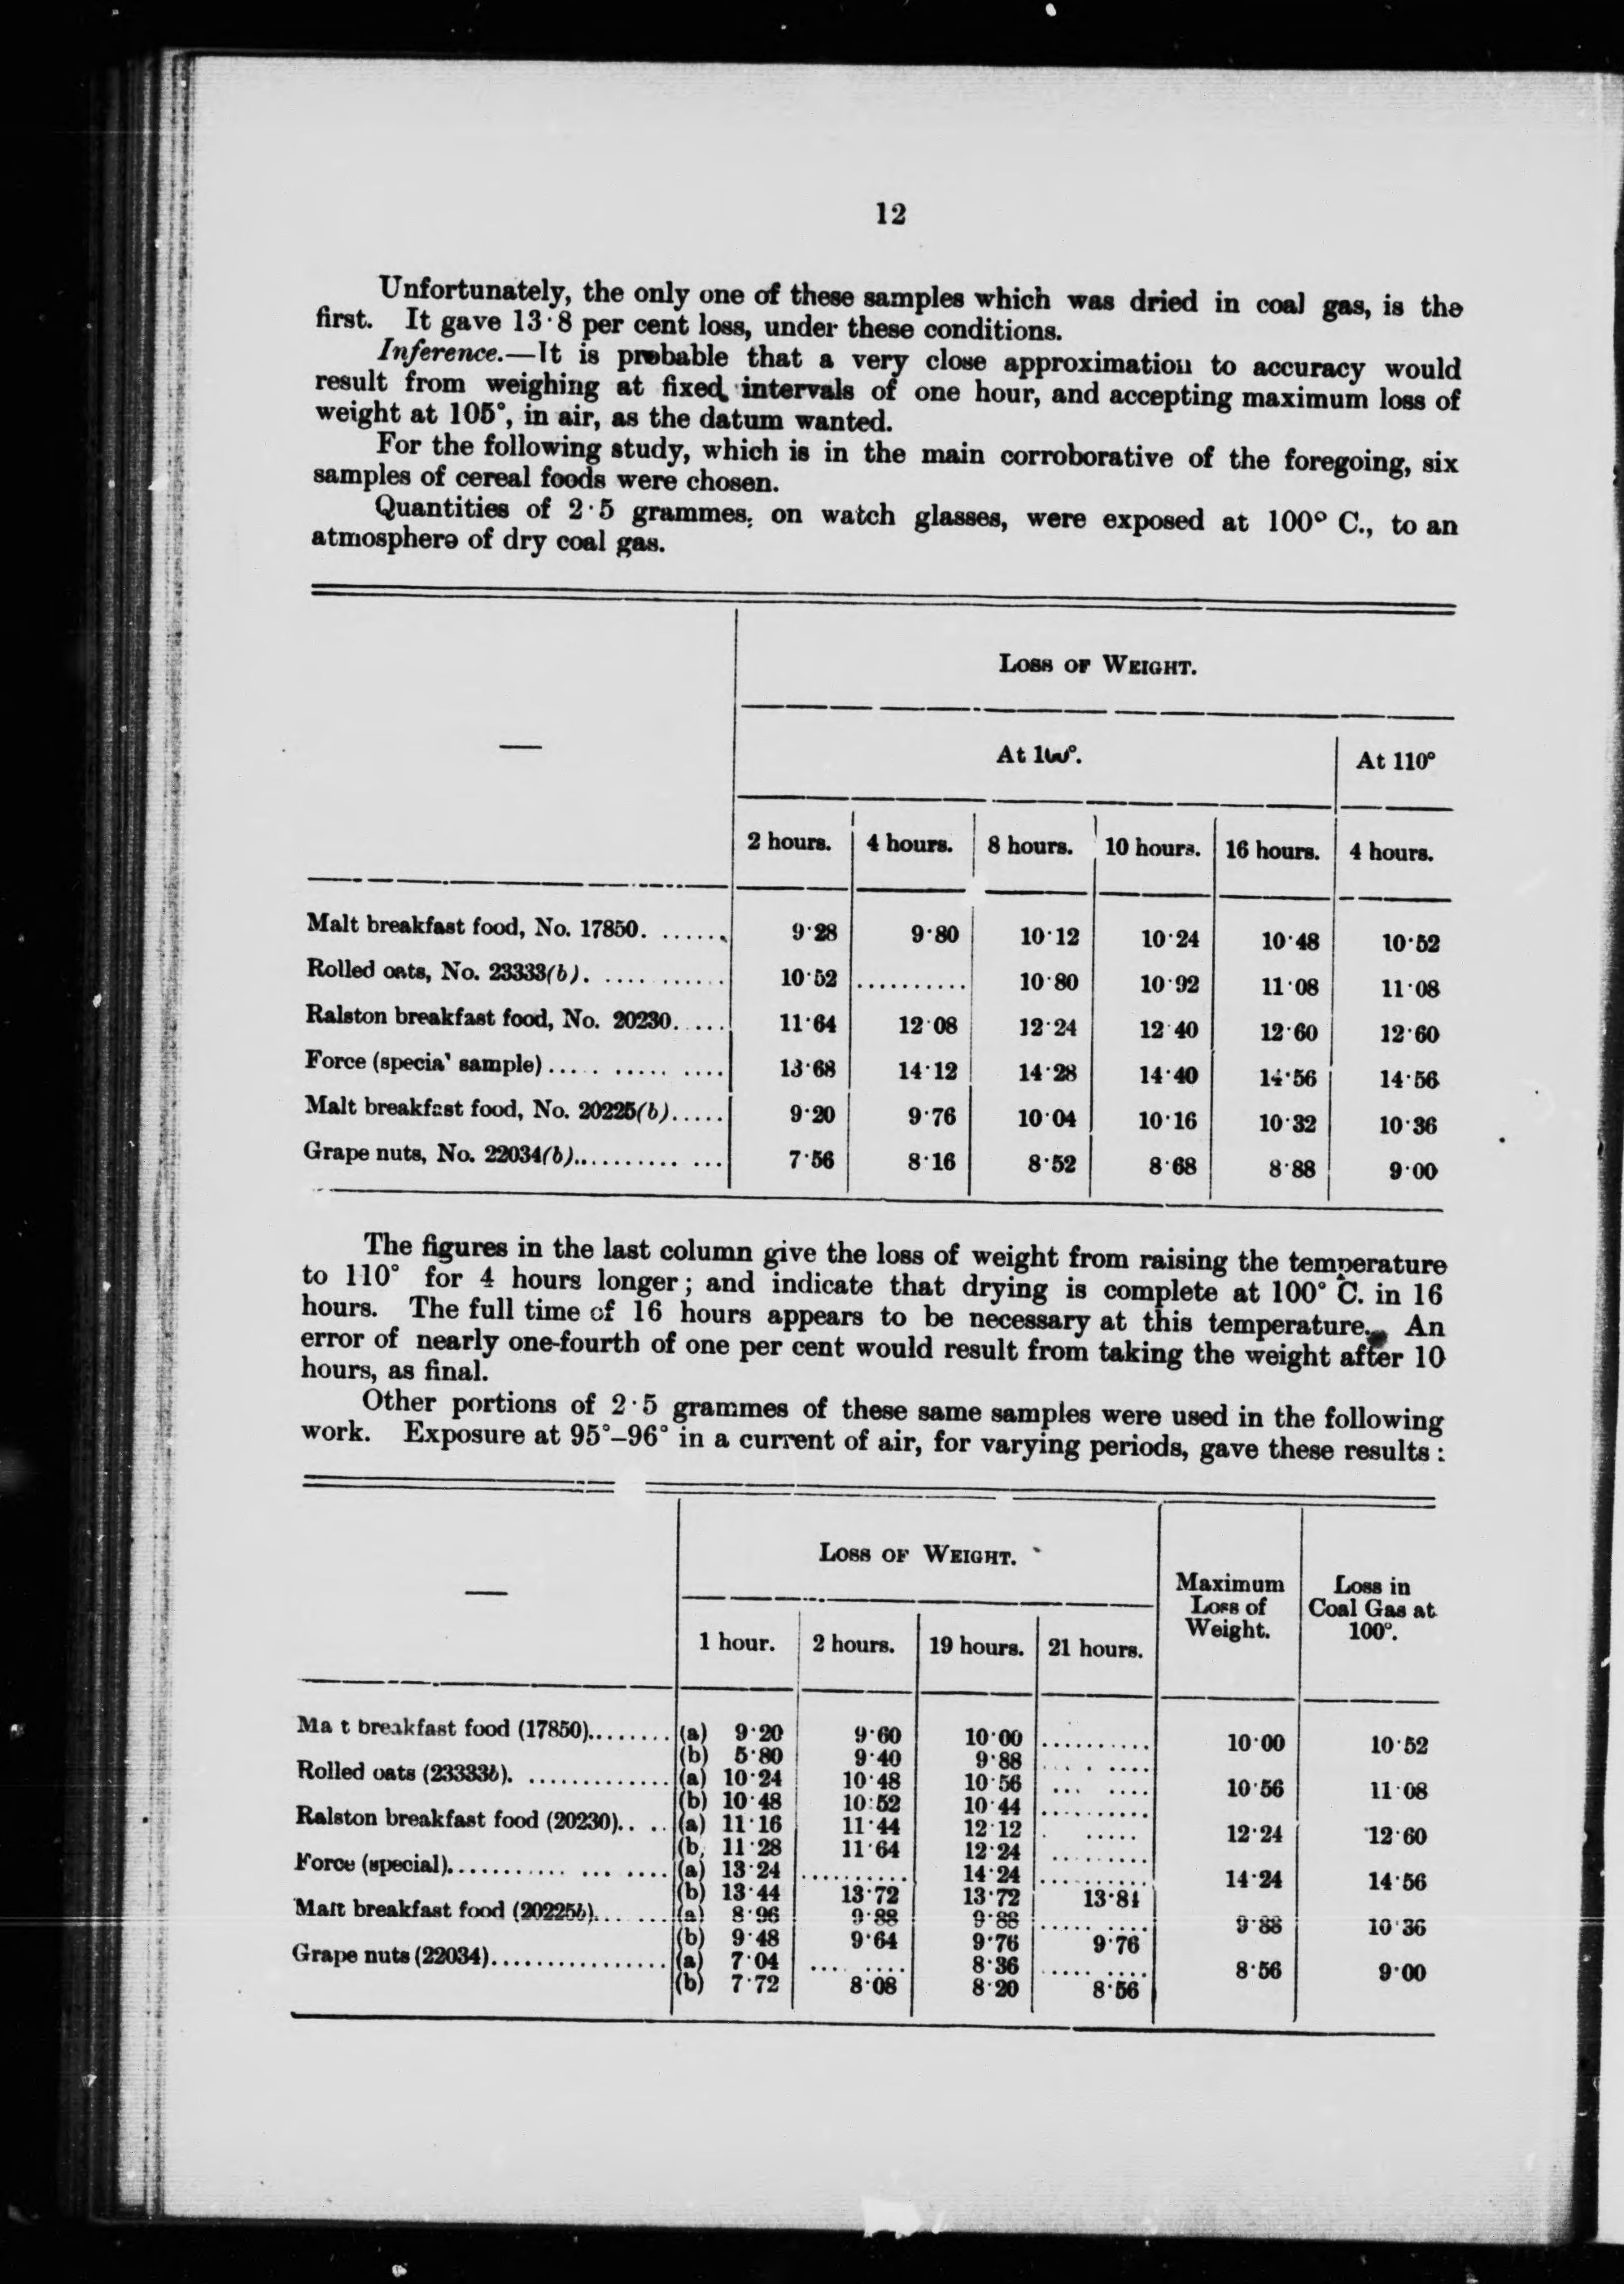 12
Unfortunately, the only one of these samples which was dried in coal gas, is the
first. It gave 13·8 per cent loss, under these conditions.
Inference.—It is probable that a very close approximation to accuracy would
result from weighing at fixed intervals of one hour, and accepting maximum loss of
weight at 105°, in air, as the datum wanted.
For the following study, which is in the main corroborative of the foregoing, six
samples of cereal foods were chosen.
Quantities of 2·5 grammes, on watch glasses, were exposed at 100° C., to an
atmosphere of dry coal gas.
— Loss of Weight.
At 100°. At 110°
2 hours. 4 hours. 8 hours. 10 hours. 16 hours. 4 hours.
Malt breakfast food, No. 17850. ....... 9·28 9·80 10·12 10·24 10·48 10·52
Rolled oats, No. 23333(b). .... ........ 10·52 .......... 10·80 10·92 11·08 11·08
Ralston breakfast food, No. 20230. .... 11·64 12·08 12·24 12·40 12·60 12·60
Force (specia' sample).... . ...... .... 13·68 14·12 14·28 14·40 14·56 14·56
Malt breakfast food, No. 20225(b)..... 9·20 9·76 10·04 10·16 10·32 10·36
Grape nuts, No. 22034(b)........... ... 7·56 8·16 8·52 8·68 8·88 9·00
The figures in the last column give the loss of weight from raising the temperature
to 110° for 4 hours longer; and indicate that drying is complete at 100° C. in 16
hours. The full time of 16 hours appears to be necessary at this temperature. An
error of nearly one-fourth of one per cent would result from taking the weight after 10
hours, as final.
Other portions of 2·5 grammes of these same samples were used in the following
work. Exposure at 95°–96° in a current of air, for varying periods, gave these results:
— Loss of Weight. Maximum Loss of Weight. Loss in Coal Gas at 100°.
1 hour. 2 hours. 19 hours. 21 hours.
Ma t breakfast food (17850)........ (a) 9·20 9·60 10·00 .......... 10·00 10·52
(b) 5·80 9·40 9·88 .... . ....
Rolled oats (23333b). .............. (a) 10·24 10·48 10·56 ... .... 10·56 11·08
(b) 10·48 10:52 10·44 ..........
Ralston breakfast food (20230).. .. (a) 11·16 11·44 12·12 . ..... 12·24 12·60
(b) 11·28 11·64 12·24 .........
Force (special)............ ... .... (a) 13·24 .......... 14·24 .......... 14·24 14·56
(b) 13·44 13·72 13·72 13·84
Malt breakfast food (20225b)... ... (a) 8·96 9·88 9·88 ..... .... 9·88 10·36
(b) 9·48 9·64 9·76 9·76
Grape nuts (22034)................. (a) 7·04 ... .. .... 8·36 ..... .... 8·56 9·00
(b) 7·72 8·08 8·20 8·56